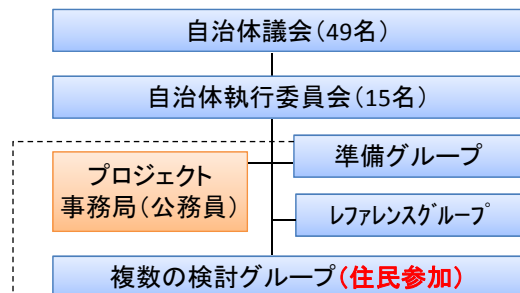 自治体議会（49名）
自治体執行委員会（15名）
準備グループ
プロジェクト
事務局（公務員）
ﾚﾌｧﾚﾝｽｸﾞﾙｰﾌﾟ
複数の検討グループ（住民参加）